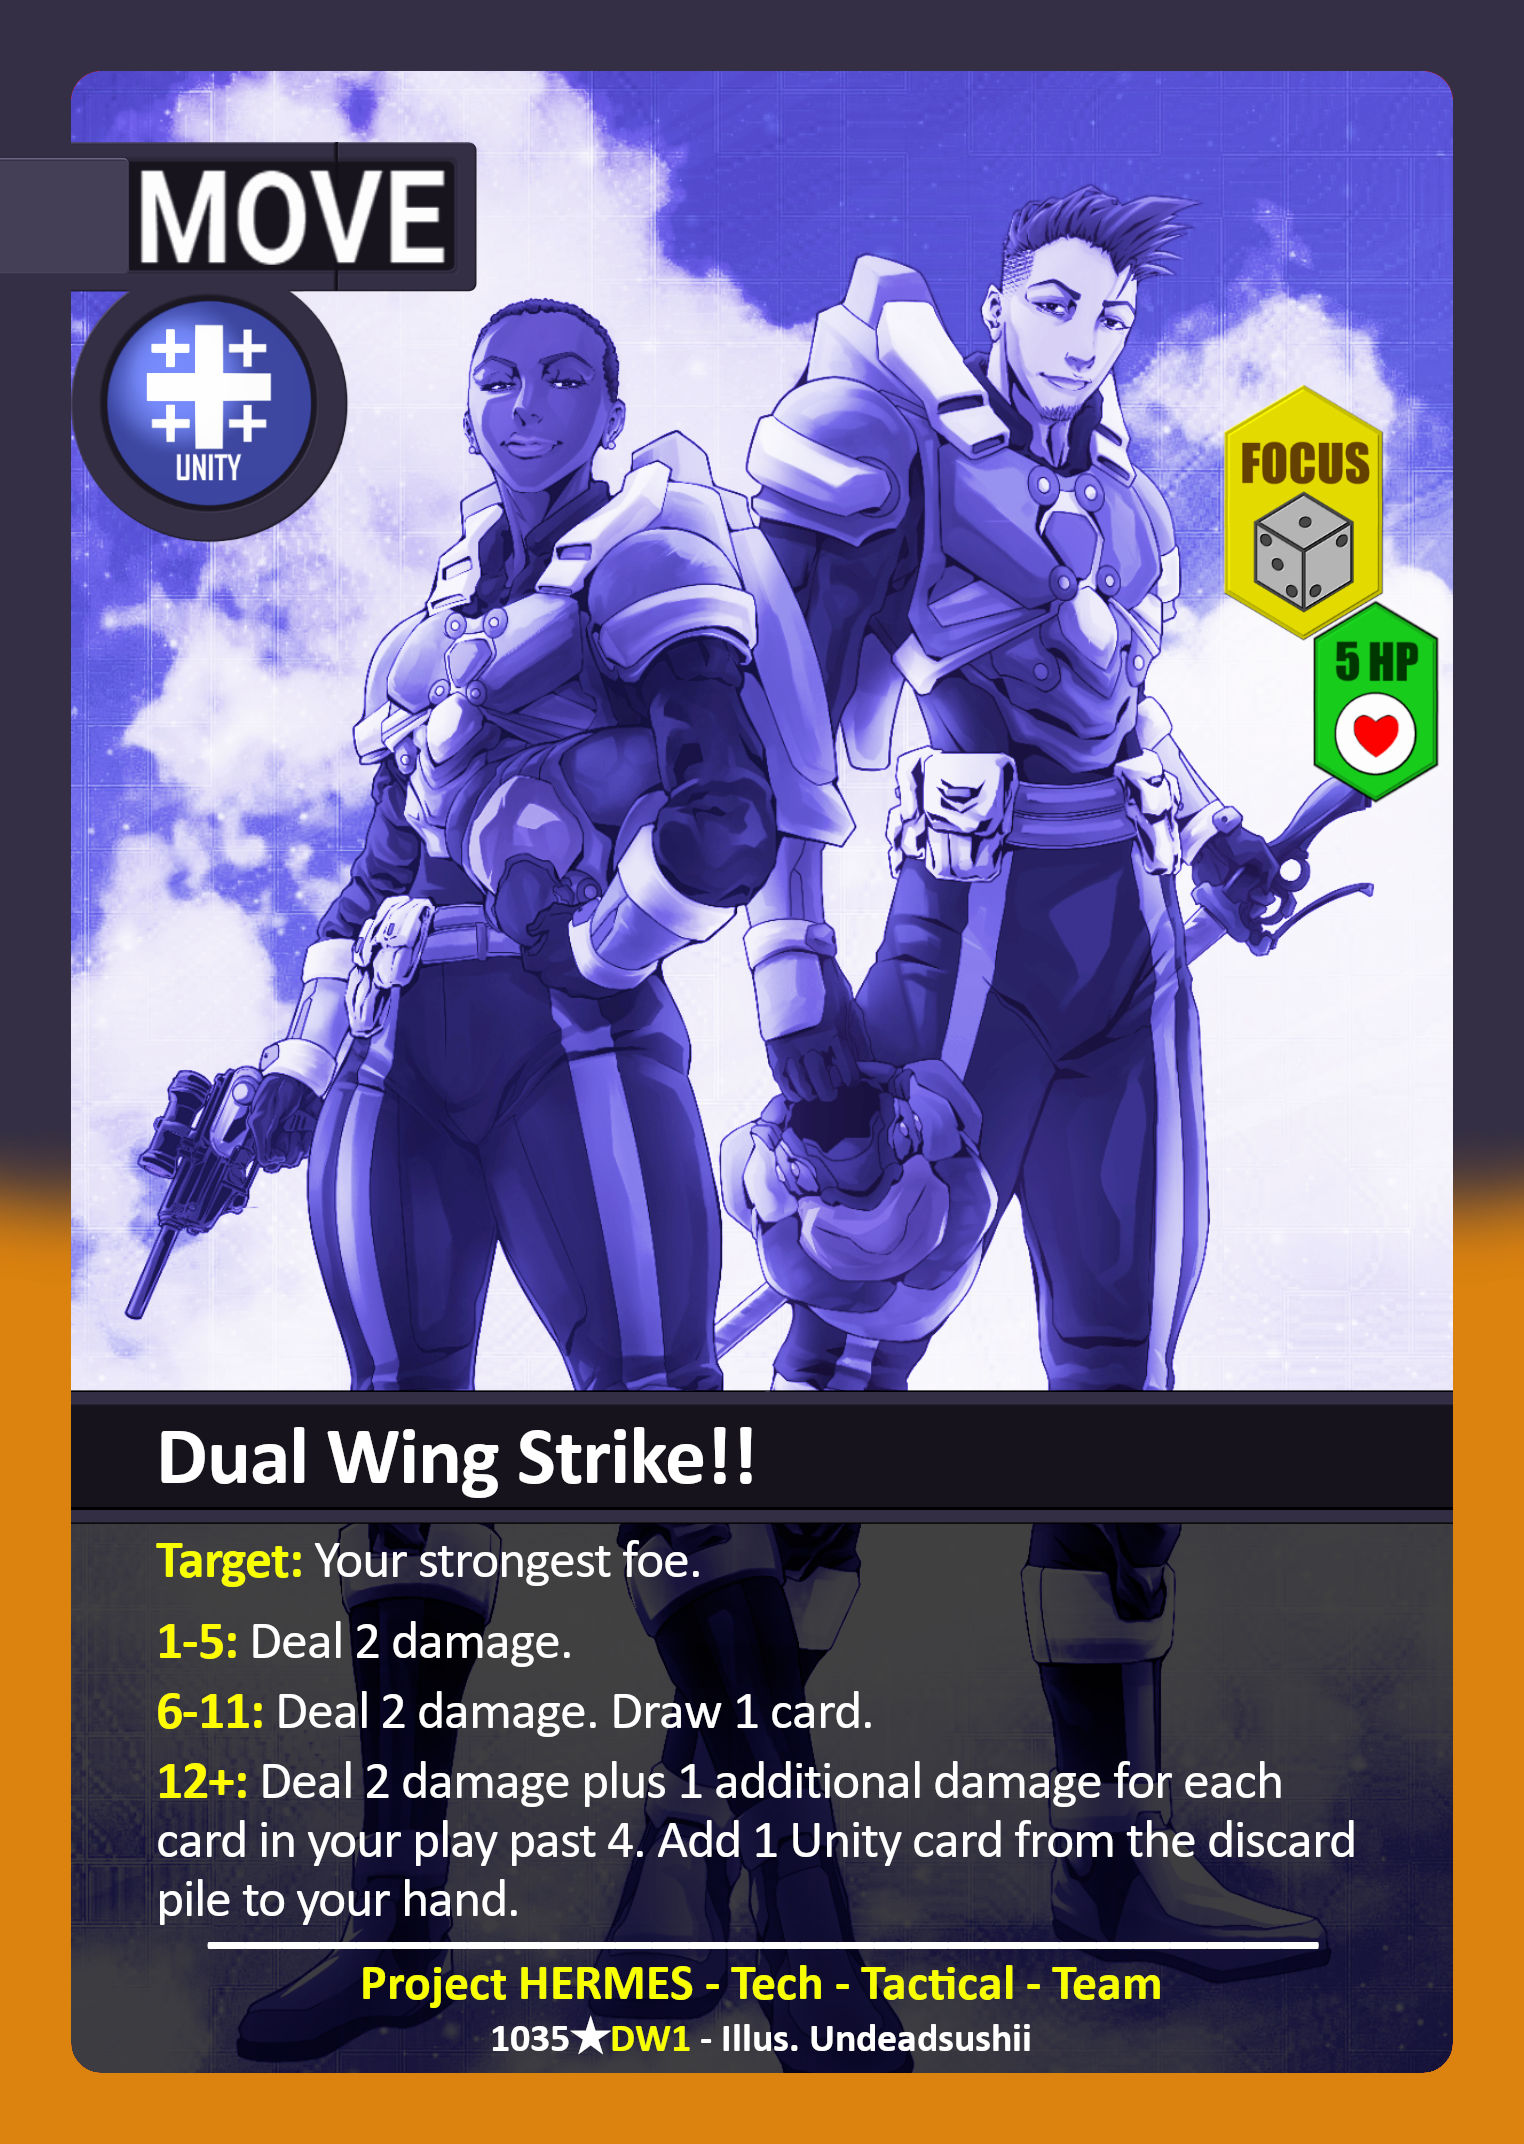 MOVE
UNITY
FOCUS
5 HP
Dual Wing Strike!!
Target: Your strongest foe.
1-5: Deal 2 damage.
6-11: Deal 2 damage. Draw 1 card.
12+: Deal 2 damage plus 1 additional damage for each
card in your play past 4. Add 1 Unity card from the discard
pile to your hand.
Project HERMES - Tech - Tactical - Team
1035★DW1 - Illus. Undeadsushii